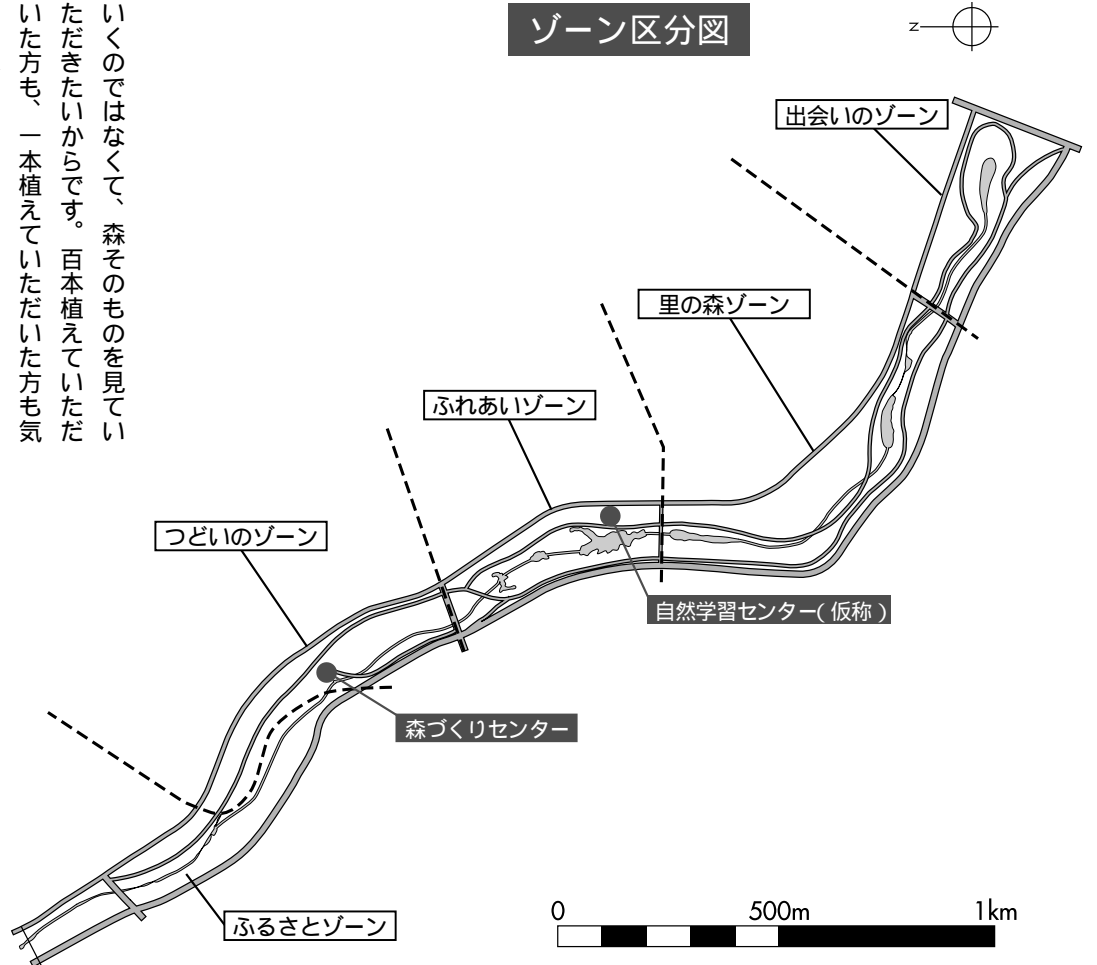 いくのではなくて、森そのものを見てい
ただきたいからです。百本植えていただ
いた方も、一本植えていただいた方も気
ゾーン区分図
N
出会いのゾーン
里の森ゾーン
ふれあいゾーン
つどいのゾーン
自然学習センター(仮称)
森づくりセンター
ふるさとゾーン
0 500m 1km